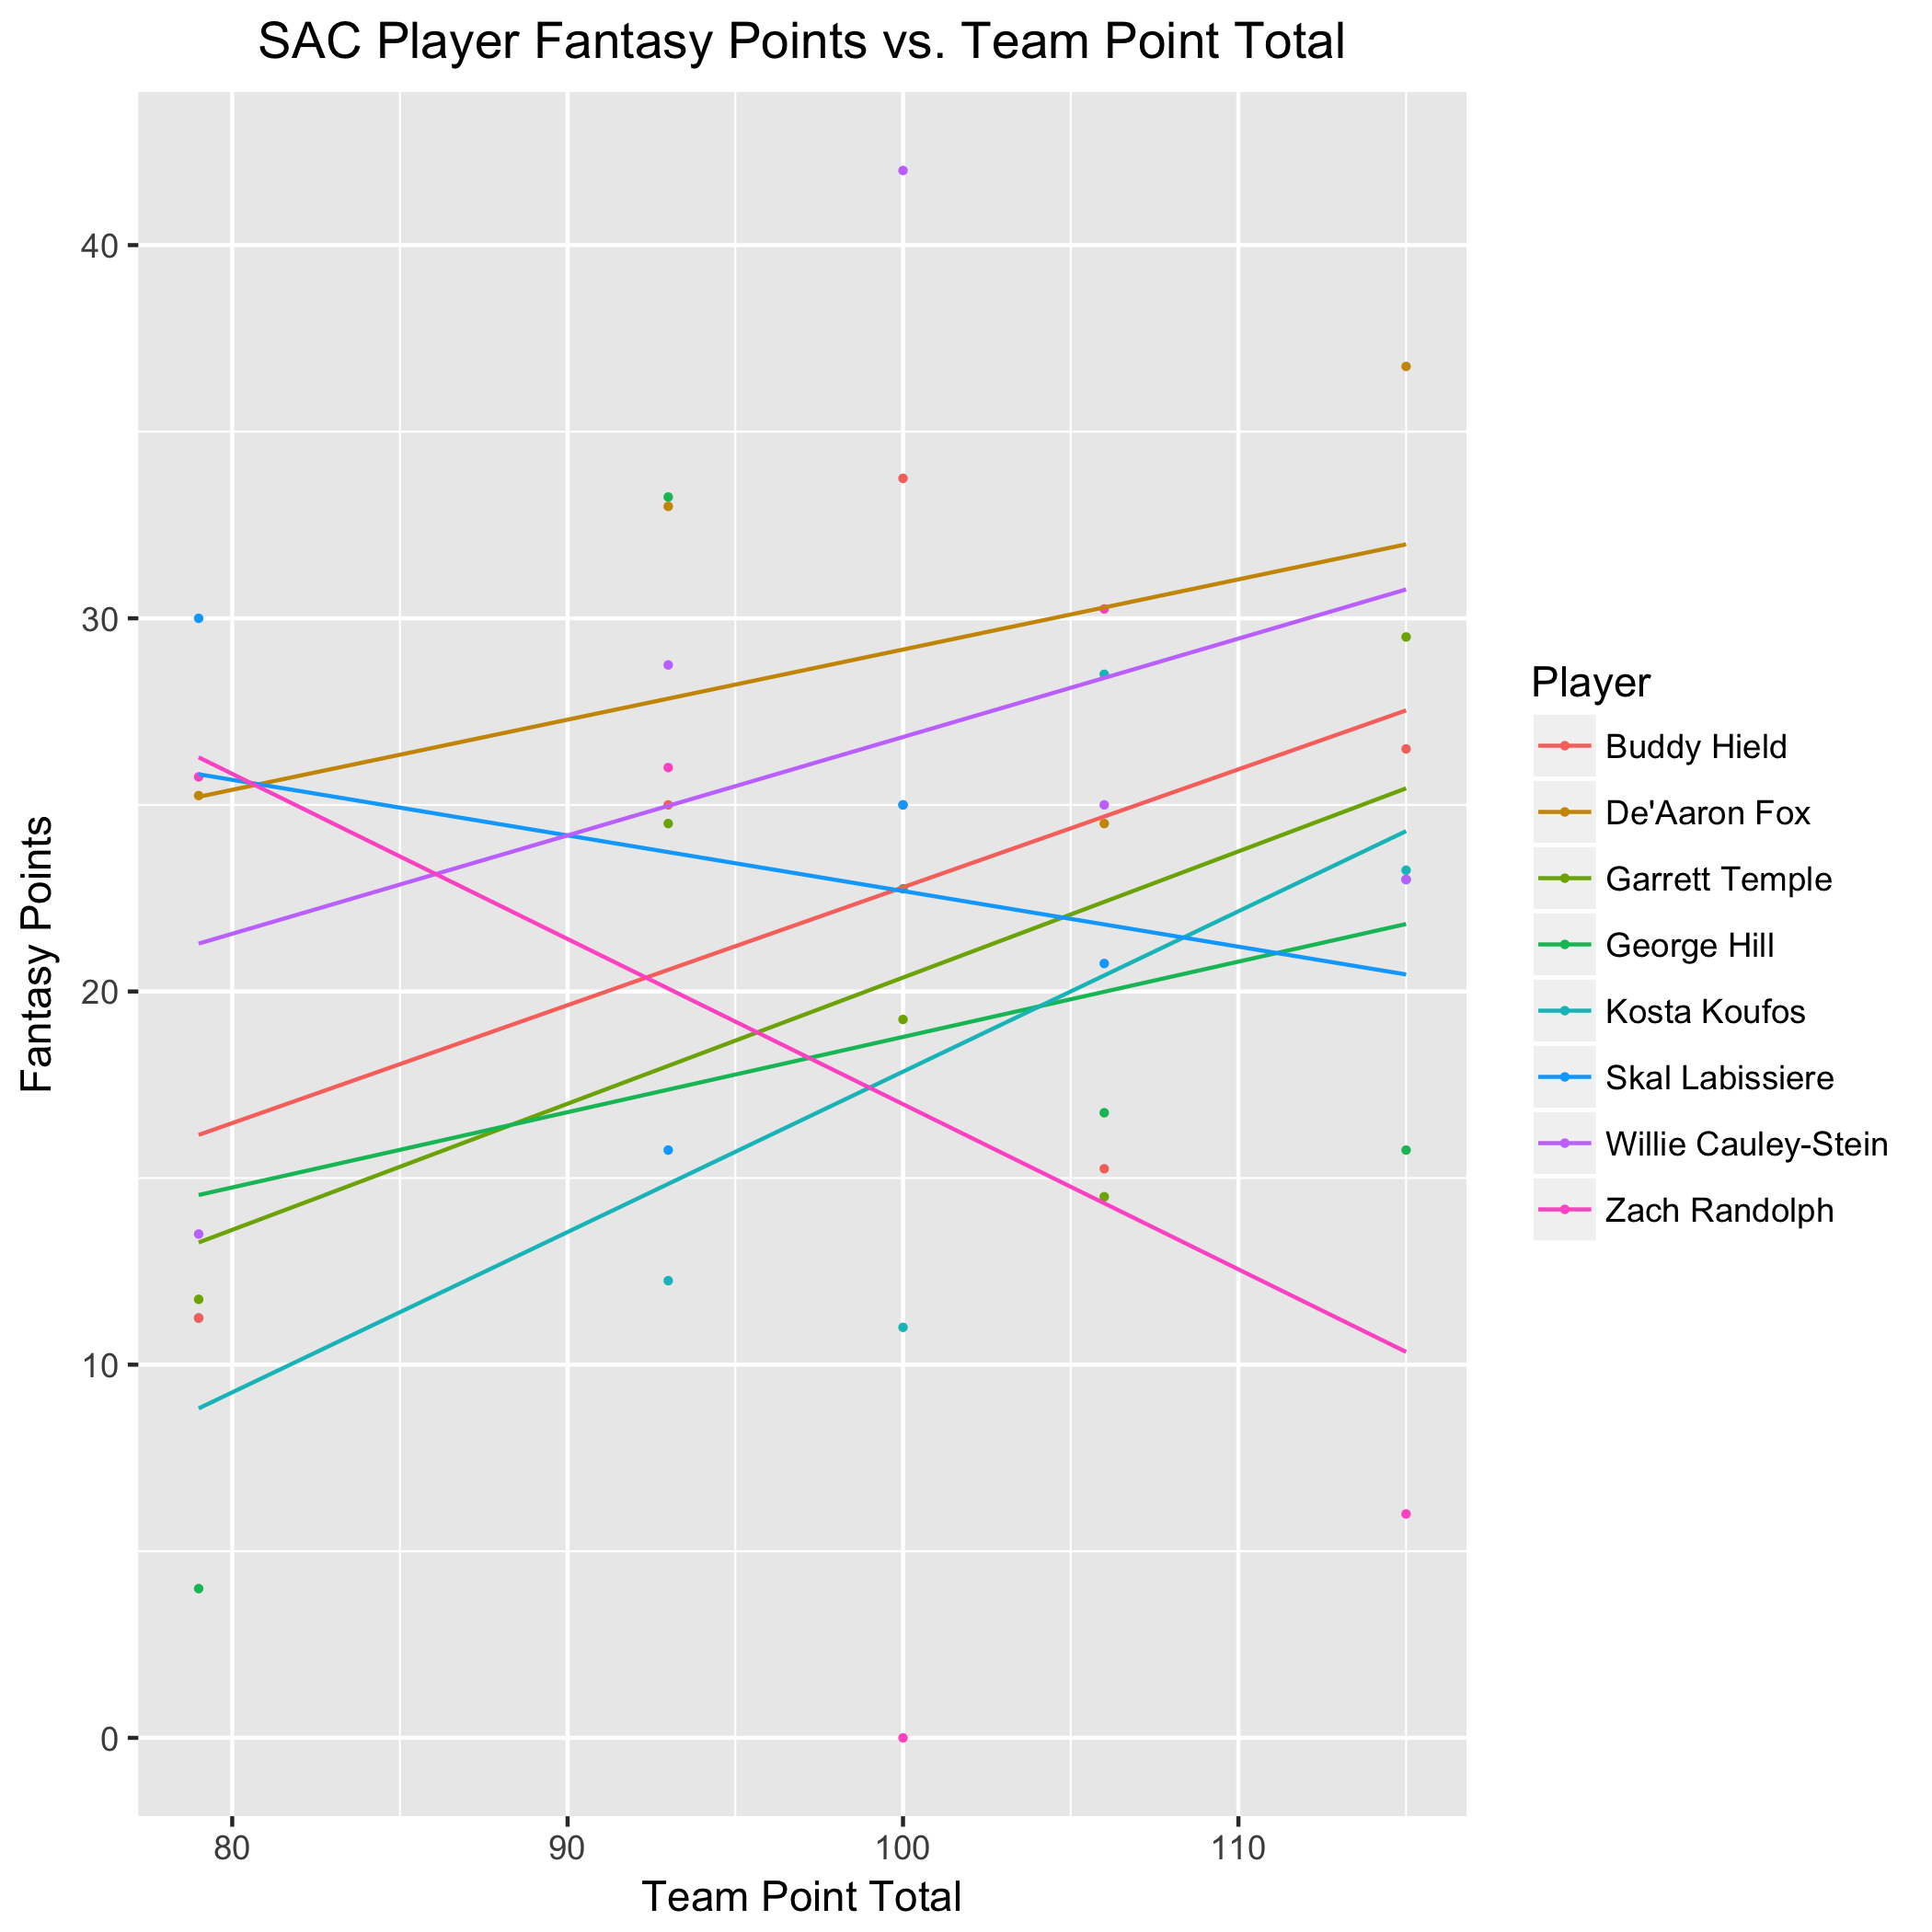 SAC Player Fantasy Points vs. Team Point Total
40
30
20
10
0
Fantasy Points
80
90
100
110
Team Point Total
Player
Buddy Hield
De'Aaron Fox
Garrett Temple
George Hill
Kosta Koufos
Skal Labissiere
Willie Cauley-Stein
Zach Randolph